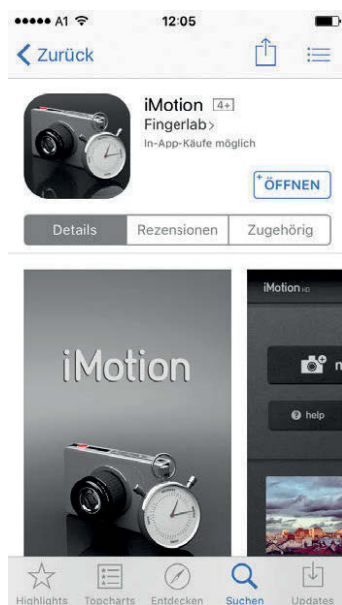 A1 12:05
Zurück
iMotion 4+
Fingerlab >
In-App-Käufe möglich
+ ÖFFNEN
Details Rezensionen Zugehörig
iMotion
iMotion HD
help
Highlights Topcharts Entdecken Suchen Updates